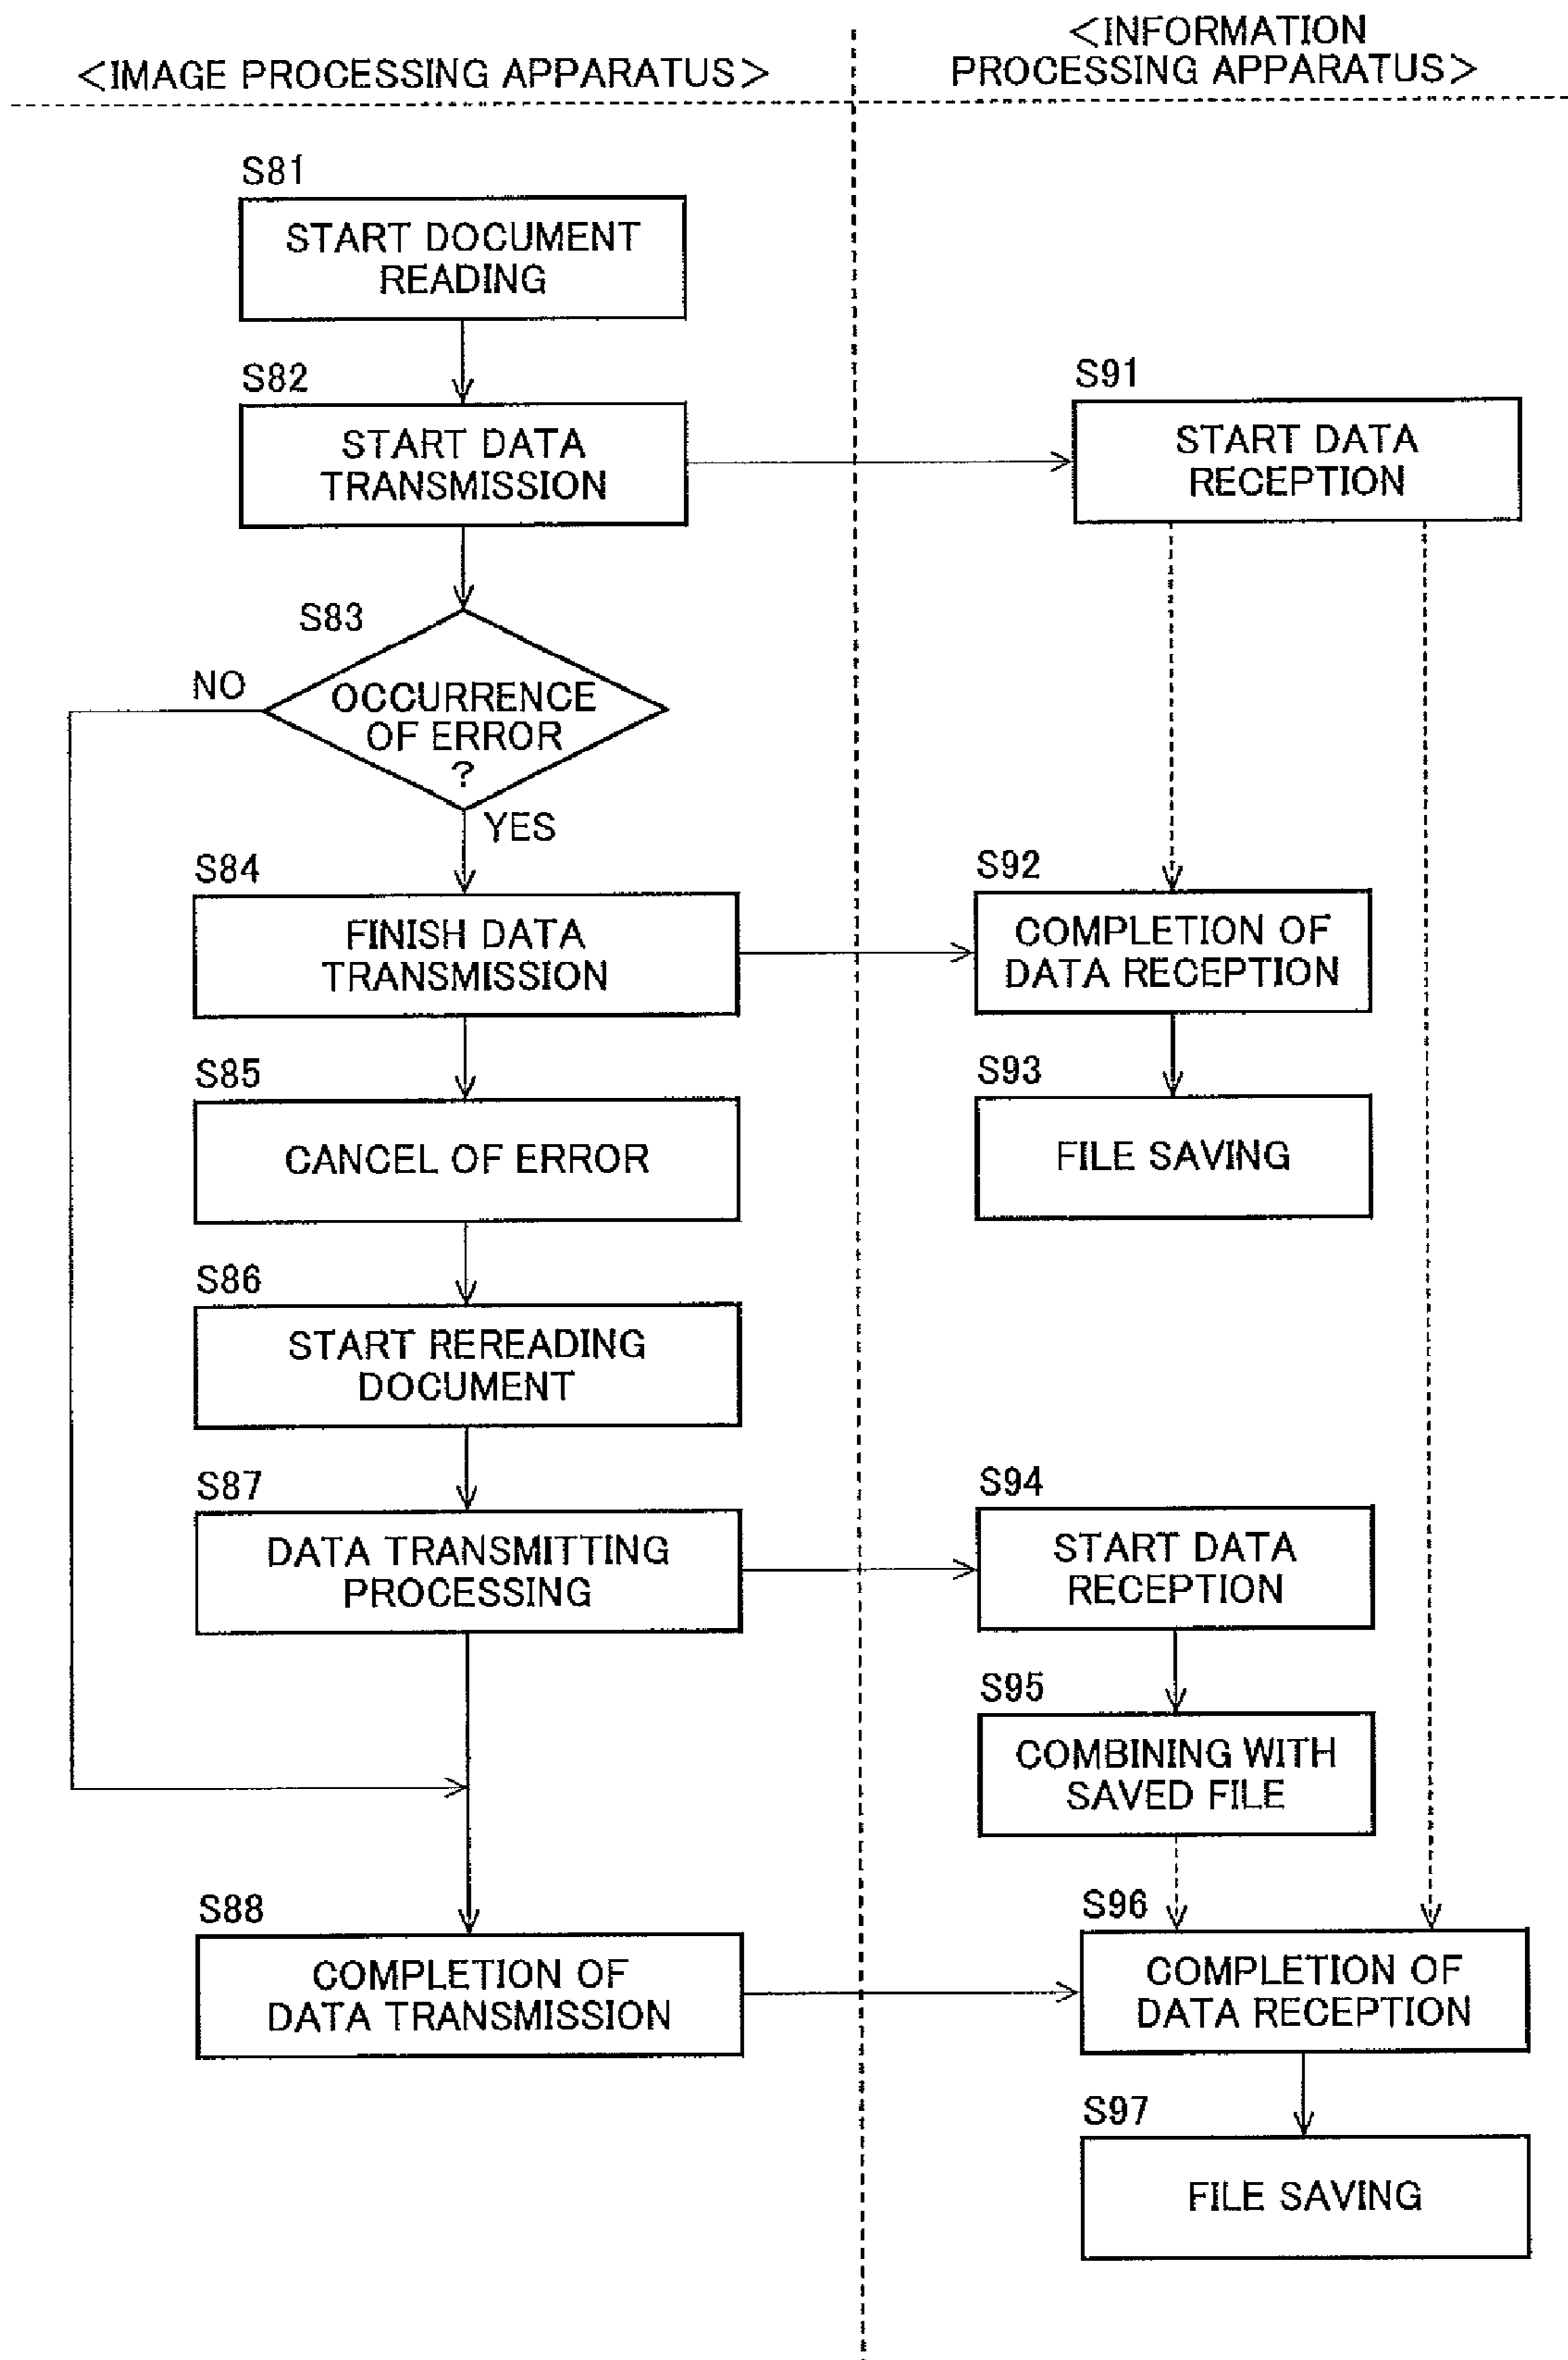 <IMAGE PROCESSING APPARATUS>
<INFORMATION
PROCESSING APPARATUS>
S81
START DOCUMENT
READING
S82
START DATA
TRANSMISSION
S91
START DATA
RECEPTION
S83
NO
OCCURRENCE
OF ERROR
?
YES
S84
FINISH DATA
TRANSMISSION
S92
COMPLETION OF
DATA RECEPTION
S85
CANCEL OF ERROR
S93
FILE SAVING
S86
START REREADING
DOCUMENT
S87
DATA TRANSMITTING
PROCESSING
S94
START DATA
RECEPTION
S95
COMBINING WITH
SAVED FILE
S88
COMPLETION OF
DATA TRANSMISSION
S96
COMPLETION OF
DATA RECEPTION
S97
FILE SAVING